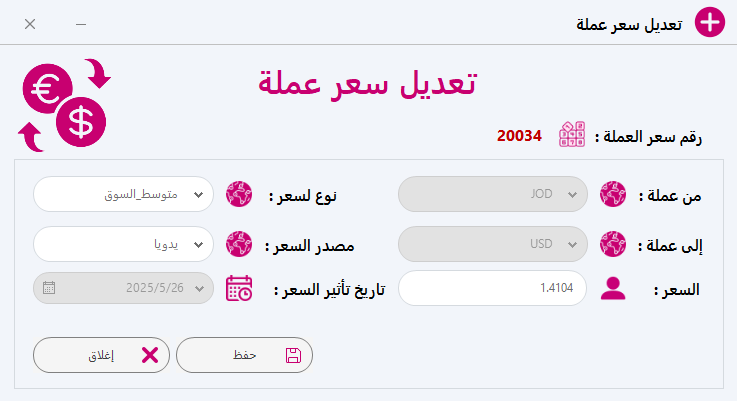 تعديل سعر عملة
تعديل سعر عملة
رقم سعر العملة : 20034
من عملة : JOD
نوع لسعر : متوسط_السوق
إلى عملة : USD
مصدر السعر : يدويا
السعر : 1.4104
تاريخ تأثير السعر : 2025/5/26
حفظ
إغلاق